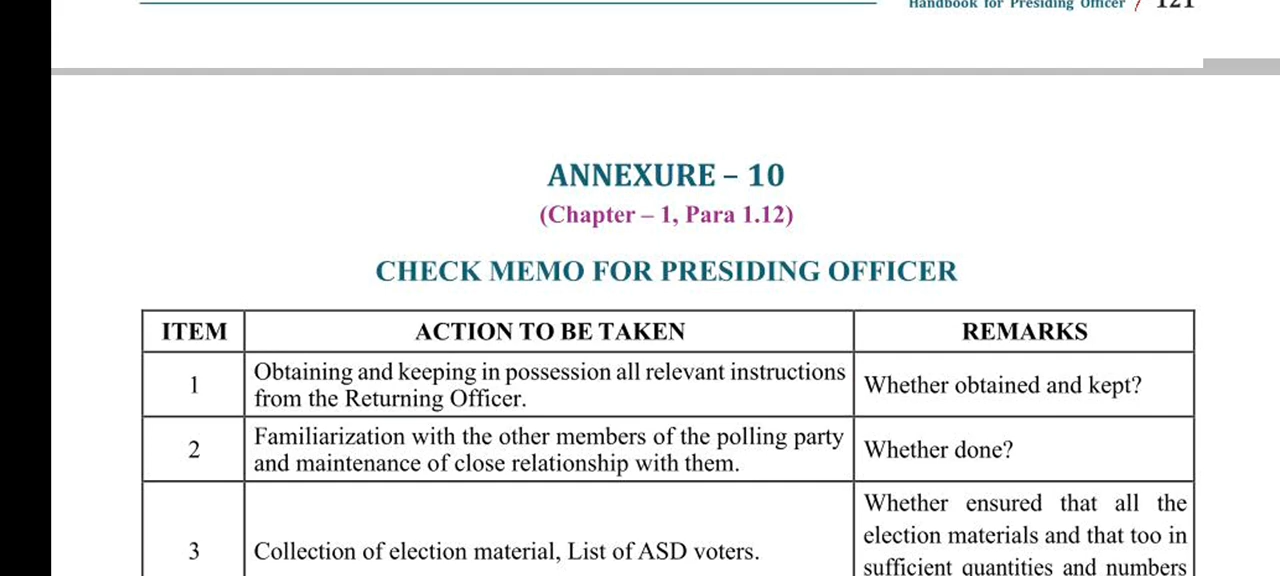 Handbook for Presiding Officer / 121
ANNEXURE – 10
(Chapter – 1, Para 1.12)
CHECK MEMO FOR PRESIDING OFFICER
ITEM ACTION TO BE TAKEN REMARKS
1 Obtaining and keeping in possession all relevant instructions from the Returning Officer. Whether obtained and kept?
2 Familiarization with the other members of the polling party and maintenance of close relationship with them. Whether done?
3 Collection of election material, List of ASD voters.
Whether ensured that all the
election materials and that too in
sufficient quantities and numbers